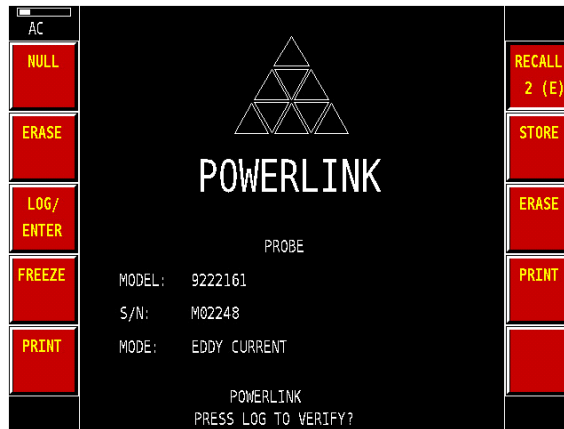 AC
NULL
ERASE
LOG/
ENTER
FREEZE
PRINT
POWERLINK
PROBE
MODEL: 9222161
S/N: M02248
MODE: EDDY CURRENT
POWERLINK
PRESS LOG TO VERIFY?
RECALL
2 (E)
STORE
ERASE
PRINT